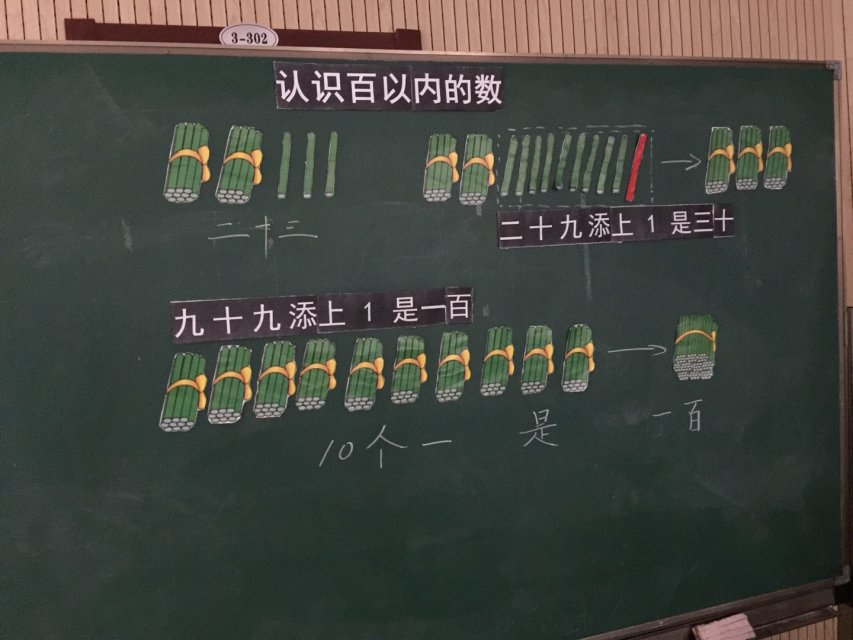 3-302
认识百以内的数
二十三
二十九添上1是三十
九十九添上1是一百
10个一 是 一百